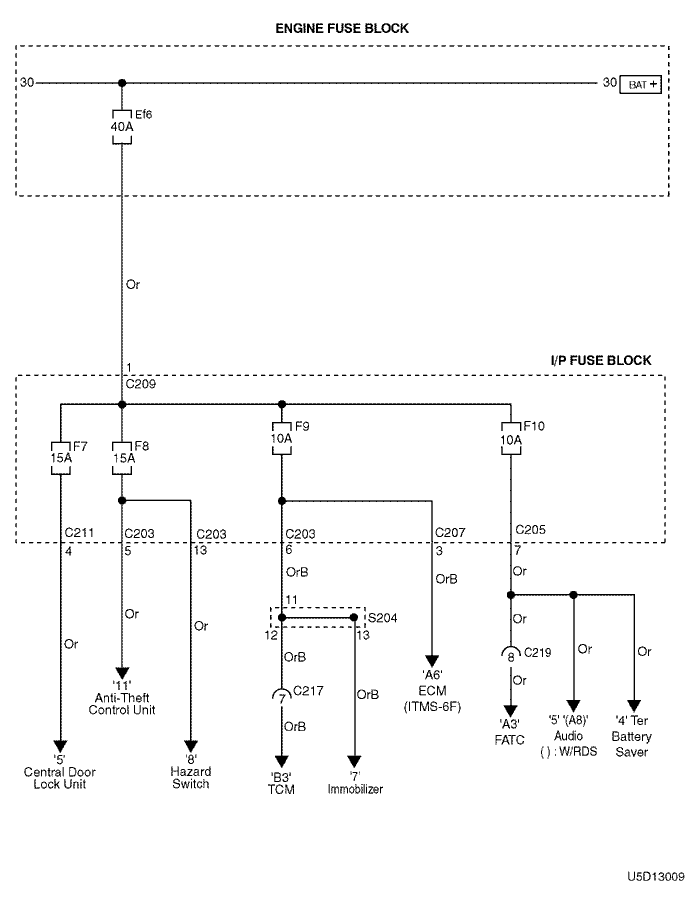 ENGINE FUSE BLOCK
30
30 BAT +
Ef6
40A
Or
1
C209
I/P FUSE BLOCK
F7
15A
F8
15A
F9
10A
F10
10A
C211
C203
C203
C203
C207
C205
4
5
13
6
3
7
Or
OrB
OrB
11
S204
12
13
Or
Or
Or
OrB
Or
C219
8
Or
Or
Or
'11'
Anti-Theft
Control Unit
C217
7
OrB
OrB
'A6'
ECM
(ITMS-6F)
'A3'
FATC
'5' '(A8)'
Audio
( ) : W/RDS
'4' Ter
Battery
Saver
'5'
Central Door
Lock Unit
'8'
Hazard
Switch
'B3'
TCM
'7'
Immobilizer
U5D13009